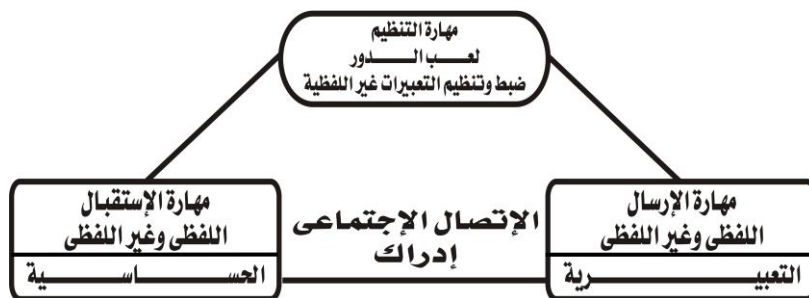 مهارة التنظيم
لعب الدور
ضبط وتنظيم التعبيرات غير اللفظية
مهارة الإرسال
اللفظى وغير اللفظى
التعبيرية
الإتصال الإجتماعى
إدراك
مهارة الإستقبال
اللفظى وغير اللفظى
الحساسية